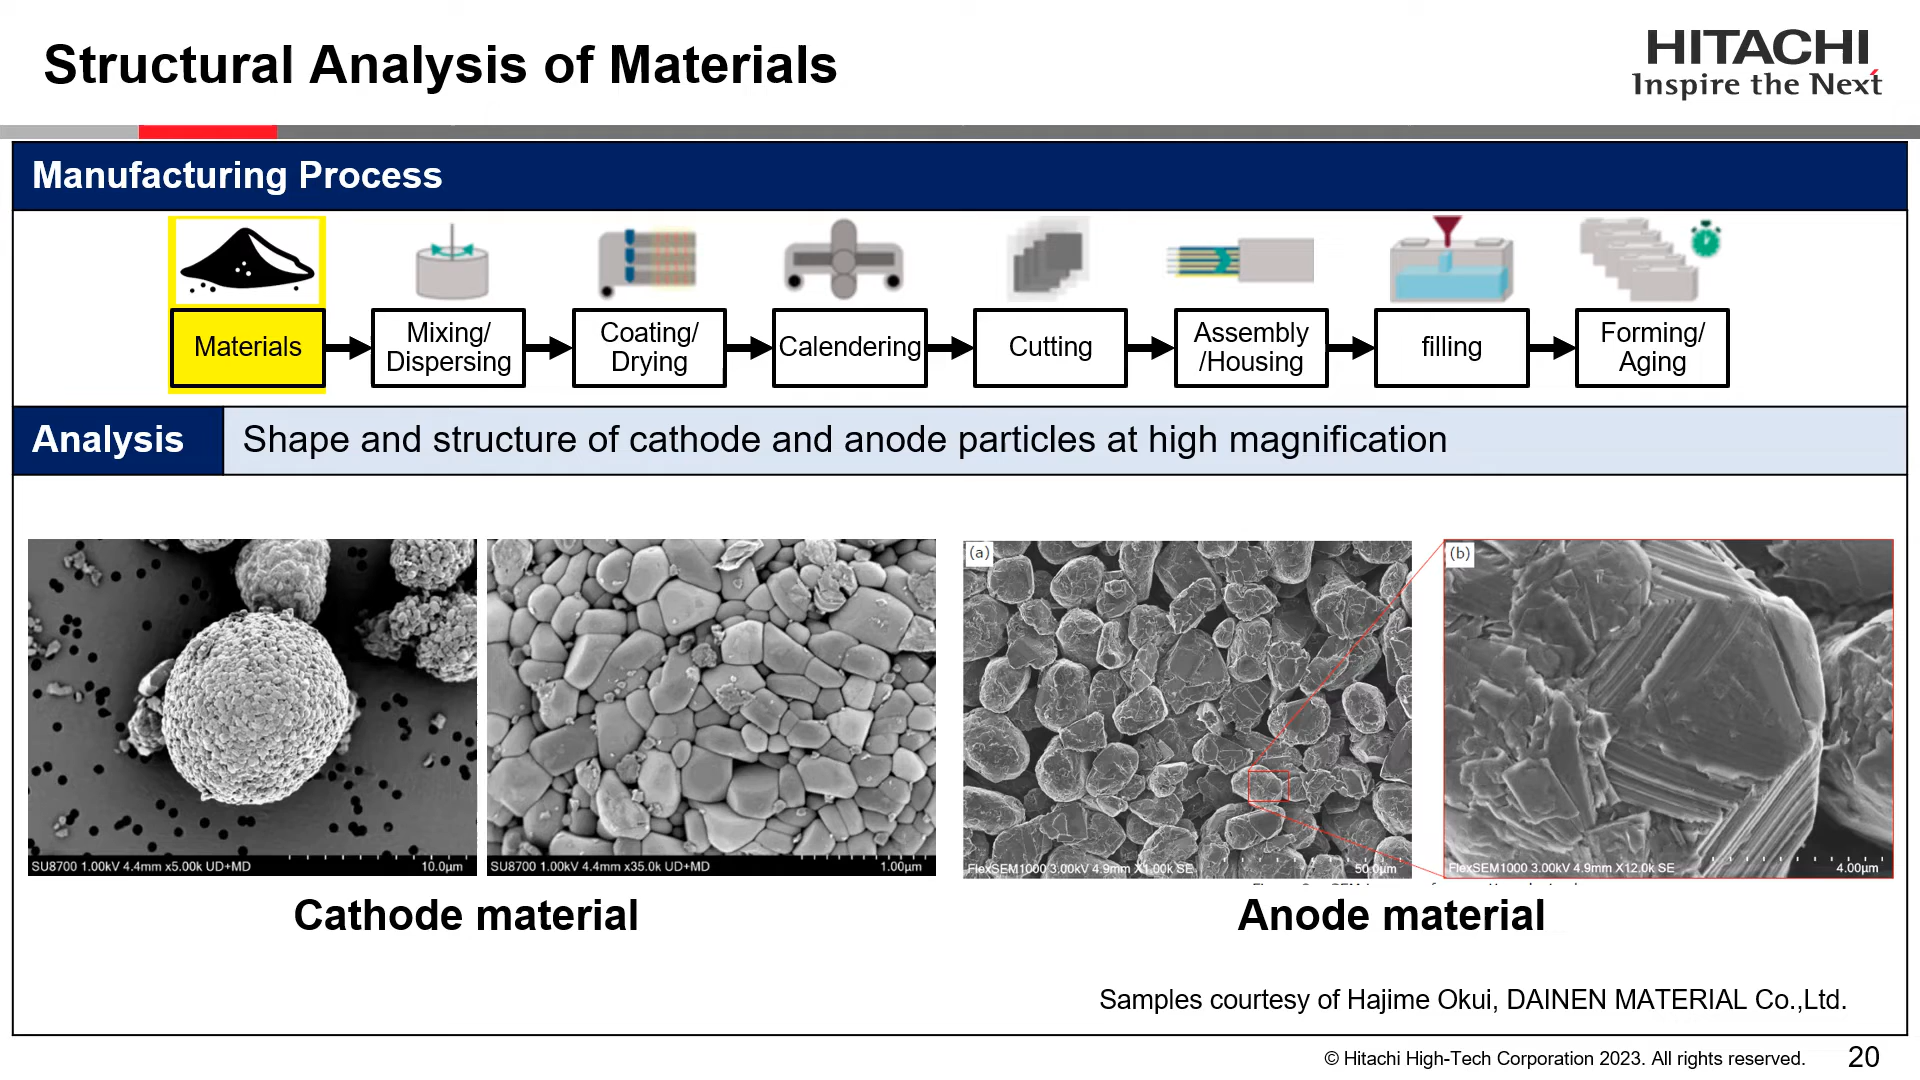 Structural Analysis of Materials
HITACHI
Inspire the Next
Manufacturing Process
Materials
Mixing/
Dispersing
Coating/
Drying
Calendering
Cutting
Assembly
/Housing
filling
Forming/
Aging
Analysis
Shape and structure of cathode and anode particles at high magnification
SU8700 1.00kV 4.4mm x5.00k UD+MD 10.0µm
SU8700 1.00kV 4.4mm x35.0k UD+MD 1.00µm
(a)
FlexSEM1000 3.00kV 4.9mm X1.00k SE 50.0µm
(b)
FlexSEM1000 3.00kV 4.9mm X12.0k SE 4.00µm
Cathode material
Anode material
Samples courtesy of Hajime Okui, DAINEN MATERIAL Co.,Ltd.
© Hitachi High-Tech Corporation 2023. All rights reserved.
20